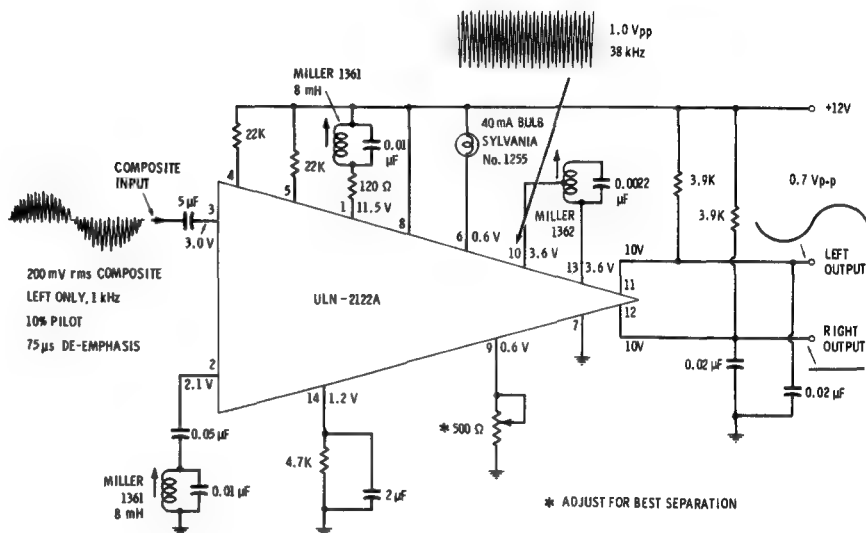 1.0 Vpp
38 kHz
MILLER 1361
8 mH
40 mA BULB
SYLVANIA
No. 1255
+12V
22K
0.01
μF
22K
120 Ω
COMPOSITE
INPUT
5 μF
4
5
1
11.5 V
8
6
0.6 V
0.0022
μF
MILLER
1362
3.9K
3.9K
0.7 Vp-p
3
3.0 V
10
3.6 V
13
3.6 V
10V
LEFT
OUTPUT
11
12
200 mV rms COMPOSITE
LEFT ONLY, 1 kHz
10% PILOT
75 μs DE-EMPHASIS
ULN-2122A
7
10V
RIGHT
OUTPUT
2
2.1 V
9
0.6 V
0.02 μF
0.02 μF
14
1.2 V
0.05 μF
* 500 Ω
4.7K
2 μF
MILLER
1361
8 mH
0.01 μF
* ADJUST FOR BEST SEPARATION